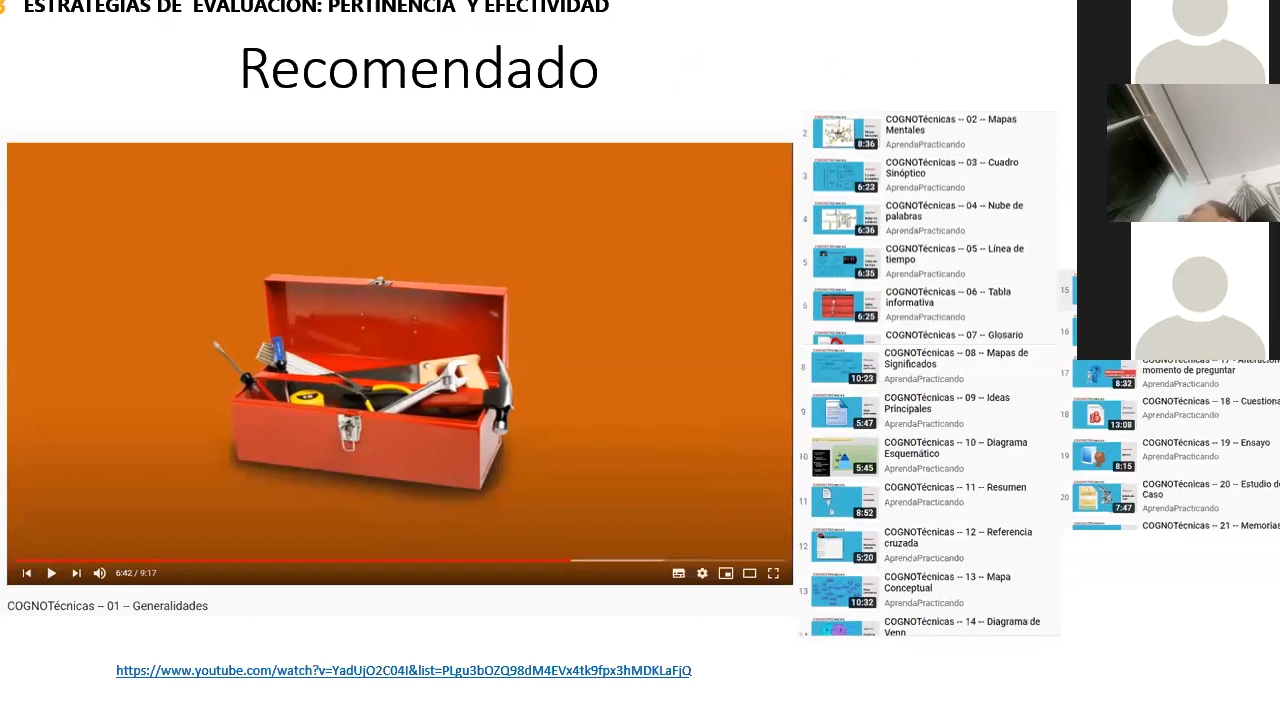 ESTRATEGIAS DE EVALUACIÓN: PERTINENCIA Y EFECTIVIDAD
Recomendado
6:42 / 9:17
COGNOTécnicas -- 01 -- Generalidades
https://www.youtube.com/watch?v=YadUjO2C04I&list=PLgu3bOZQ98dM4EVx4tk9fpx3hMDKLaFjQ
2
8:36
COGNOTécnicas -- 02 -- Mapas
Mentales
AprendaPracticando
3
6:23
COGNOTécnicas -- 03 -- Cuadro
Sinóptico
AprendaPracticando
4
6:36
COGNOTécnicas -- 04 -- Nube de
palabras
AprendaPracticando
5
6:35
COGNOTécnicas -- 05 -- Línea de
tiempo
AprendaPracticando
6
6:25
COGNOTécnicas -- 06 -- Tabla
informativa
AprendaPracticando
COGNOTécnicas -- 07 -- Glosario
8
10:23
COGNOTécnicas -- 08 -- Mapas de
Significados
AprendaPracticando
9
5:47
COGNOTécnicas -- 09 -- Ideas
Principales
AprendaPracticando
10
5:45
COGNOTécnicas -- 10 -- Diagrama
Esquemático
AprendaPracticando
11
8:52
COGNOTécnicas -- 11 -- Resumen
AprendaPracticando
12
5:20
COGNOTécnicas -- 12 -- Referencia
cruzada
AprendaPracticando
13
10:32
COGNOTécnicas -- 13 -- Mapa
Conceptual
AprendaPracticando
COGNOTécnicas -- 14 -- Diagrama de
Venn
15
16
17
8:32
momento de preguntar
AprendaPracticando
18
13:08
COGNOTécnicas -- 18 -- Cuestiona
AprendaPracticando
19
8:15
COGNOTécnicas -- 19 -- Ensayo
AprendaPracticando
20
7:47
COGNOTécnicas -- 20 -- Estudio d
Caso
AprendaPracticando
COGNOTécnicas -- 21 -- Memorias